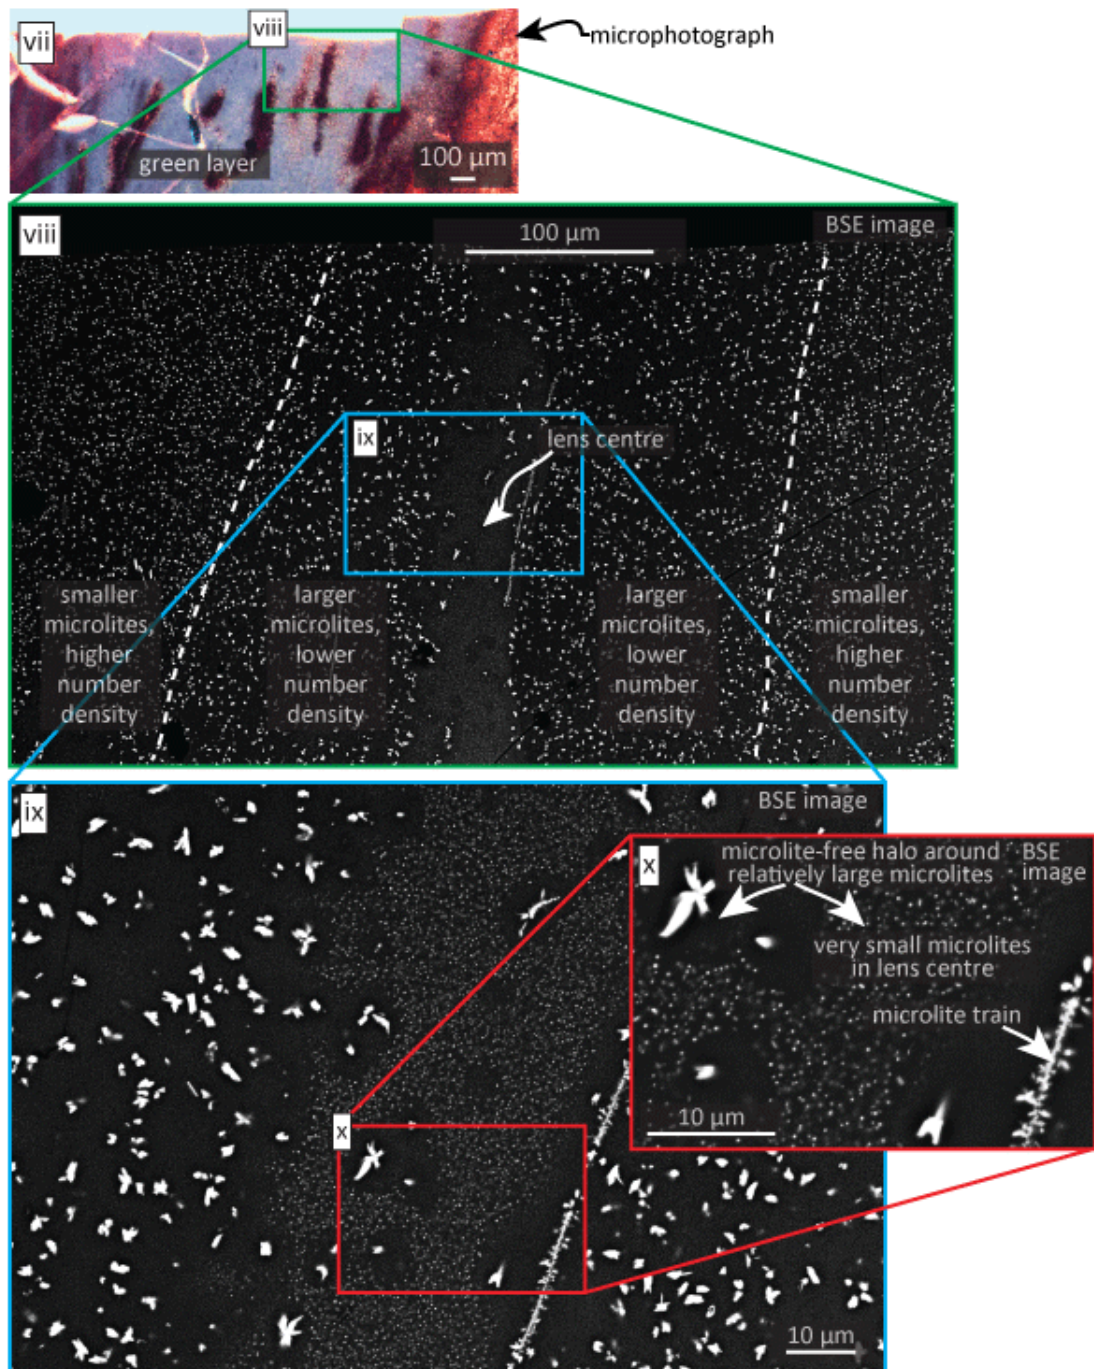 vii
viii
microphotograph
green layer
100 µm
viii
100 µm
BSE image
ix
lens centre
smaller
microlites,
higher
number
density
larger
microlites,
lower
number
density
larger
microlites,
lower
number
density
smaller
microlites,
higher
number
density
ix
BSE image
x
microlite-free halo around
relatively large microlites
BSE
image
very small microlites
in lens centre
microlite train
10 µm
x
10 µm